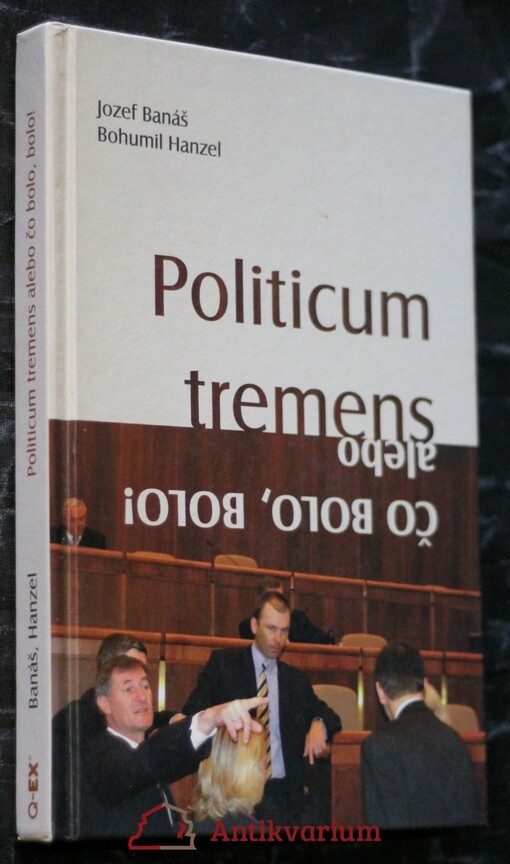 Jozef Banáš
Bohumil Hanzel
Politicum
tremens
alebo
ČO BOLO, BOLO!
Banáš, Hanzel Politicum tremens alebo čo bolo, bolo!
Q-EX
Antikvarium